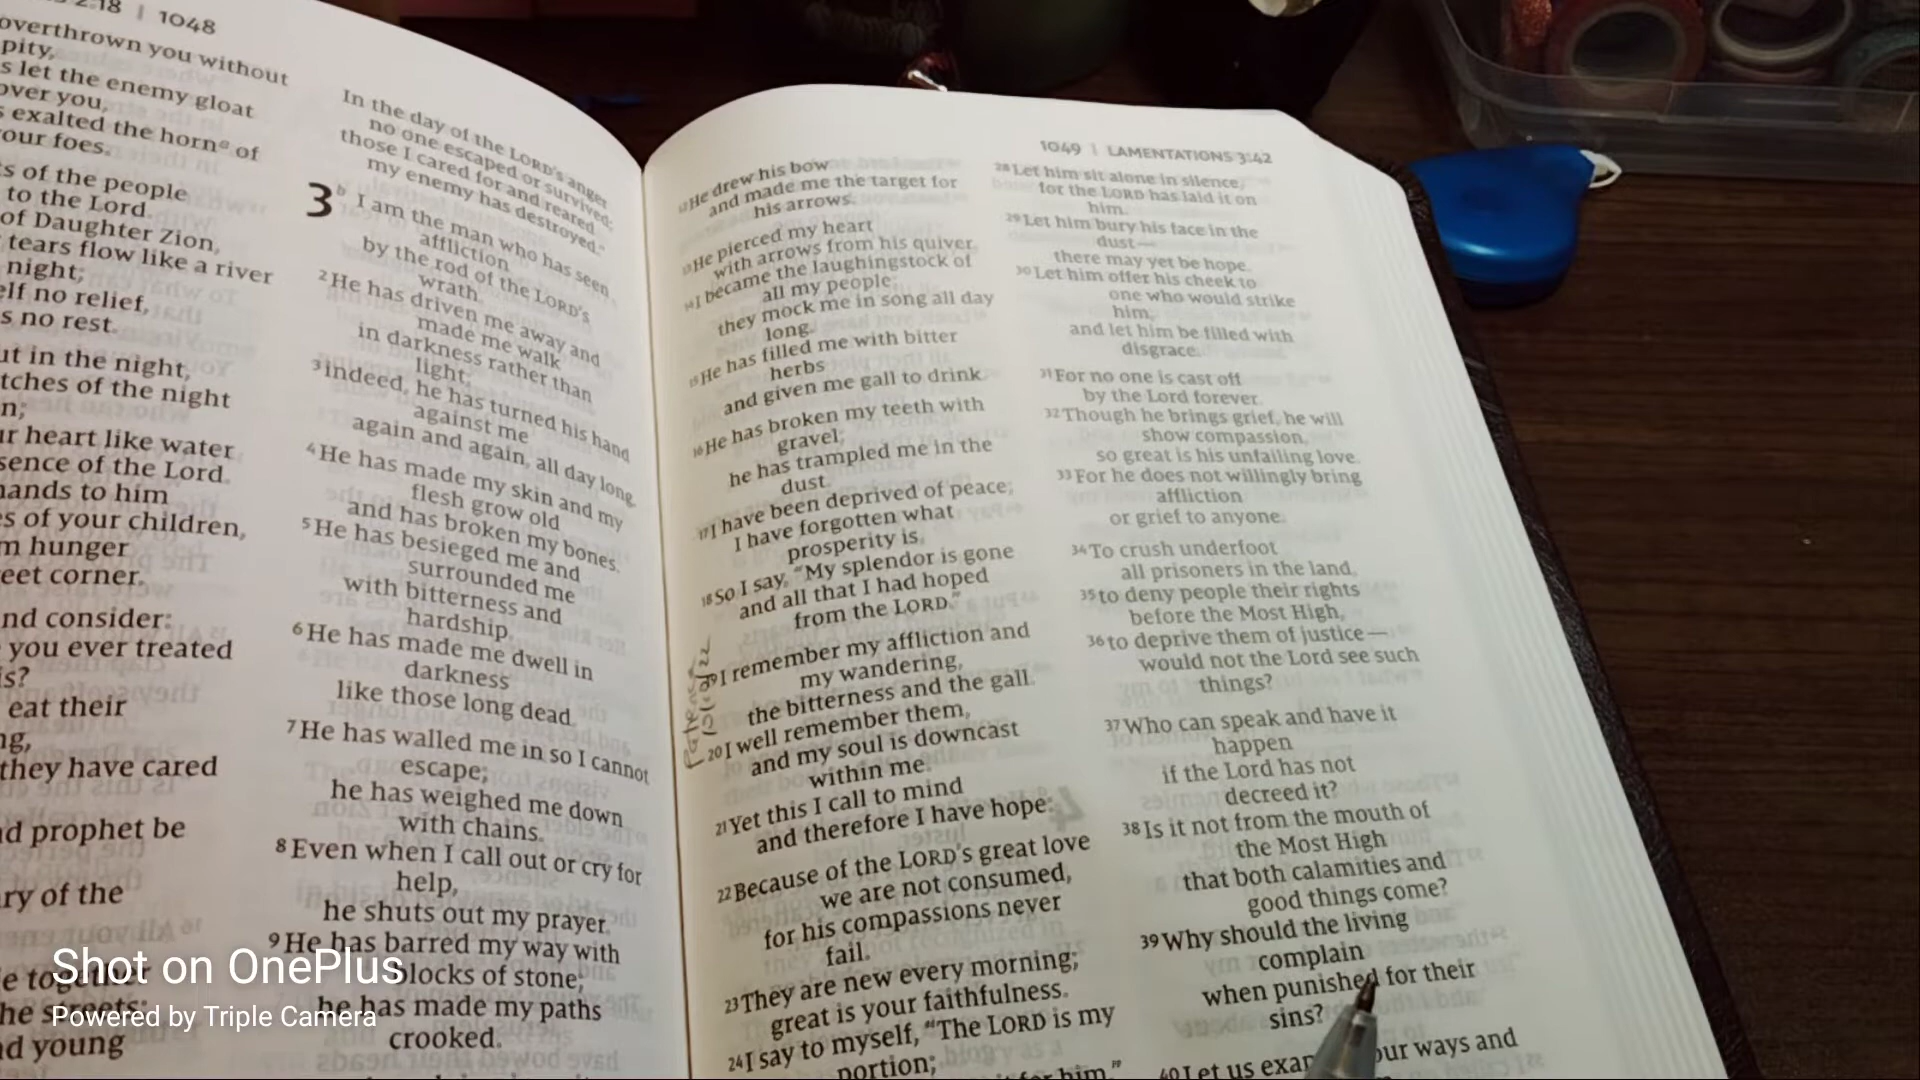 2:18 | 1048
overthrown you without
pity,
let the enemy gloat
over you,
exalted the hornᵃ of
your foes.
of the people
to the Lord.
of Daughter Zion,
tears flow like a river
night;
no relief,
no rest.
in the night,
of the night
heart like water
of the Lord.
hands to him
of your children,
hunger
corner.
and consider:
you ever treated
eat their
they have cared
prophet be
of the
together
young
In the day of the LORD's anger
no one escaped or survived;
those I cared for and reared
my enemy has destroyed."
3 ᵇ I am the man who has seen
affliction
by the rod of the LORD's
wrath.
2 He has driven me away and
made me walk
in darkness rather than
light;
3 indeed, he has turned his hand
against me
again and again, all day long.
4 He has made my skin and my
flesh grow old
and has broken my bones.
5 He has besieged me and
surrounded me
with bitterness and
hardship.
6 He has made me dwell in
darkness
like those long dead.
7 He has walled me in so I cannot
escape;
he has weighed me down
with chains.
8 Even when I call out or cry for
help,
he shuts out my prayer.
9 He has barred my way with
blocks of stone;
he has made my paths
crooked.
1049 | LAMENTATIONS 3:42
12 He drew his bow
and made me the target for
his arrows.
13 He pierced my heart
with arrows from his quiver.
14 I became the laughingstock of
all my people;
they mock me in song all day
long.
15 He has filled me with bitter
herbs
and given me gall to drink.
16 He has broken my teeth with
gravel;
he has trampled me in the
dust.
17 I have been deprived of peace;
I have forgotten what
prosperity is.
18 So I say, "My splendor is gone
and all that I had hoped
from the LORD."
19 I remember my affliction and
my wandering,
the bitterness and the gall.
20 I well remember them,
and my soul is downcast
within me.
21 Yet this I call to mind
and therefore I have hope:
22 Because of the LORD's great love
we are not consumed,
for his compassions never
fail.
23 They are new every morning;
great is your faithfulness.
24 I say to myself, "The LORD is my
portion;
for him."
28 Let him sit alone in silence,
for the LORD has laid it on
him.
29 Let him bury his face in the
dust—
there may yet be hope.
30 Let him offer his cheek to
one who would strike
him,
and let him be filled with
disgrace.
31 For no one is cast off
by the Lord forever.
32 Though he brings grief, he will
show compassion,
so great is his unfailing love.
33 For he does not willingly bring
affliction
or grief to anyone.
34 To crush underfoot
all prisoners in the land,
35 to deny people their rights
before the Most High,
36 to deprive them of justice—
would not the Lord see such
things?
37 Who can speak and have it
happen
if the Lord has not
decreed it?
38 Is it not from the mouth of
the Most High
that both calamities and
good things come?
39 Why should the living
complain
when punished for their
sins?
40 Let us our ways and
Shot on OnePlus
Powered by Triple Camera